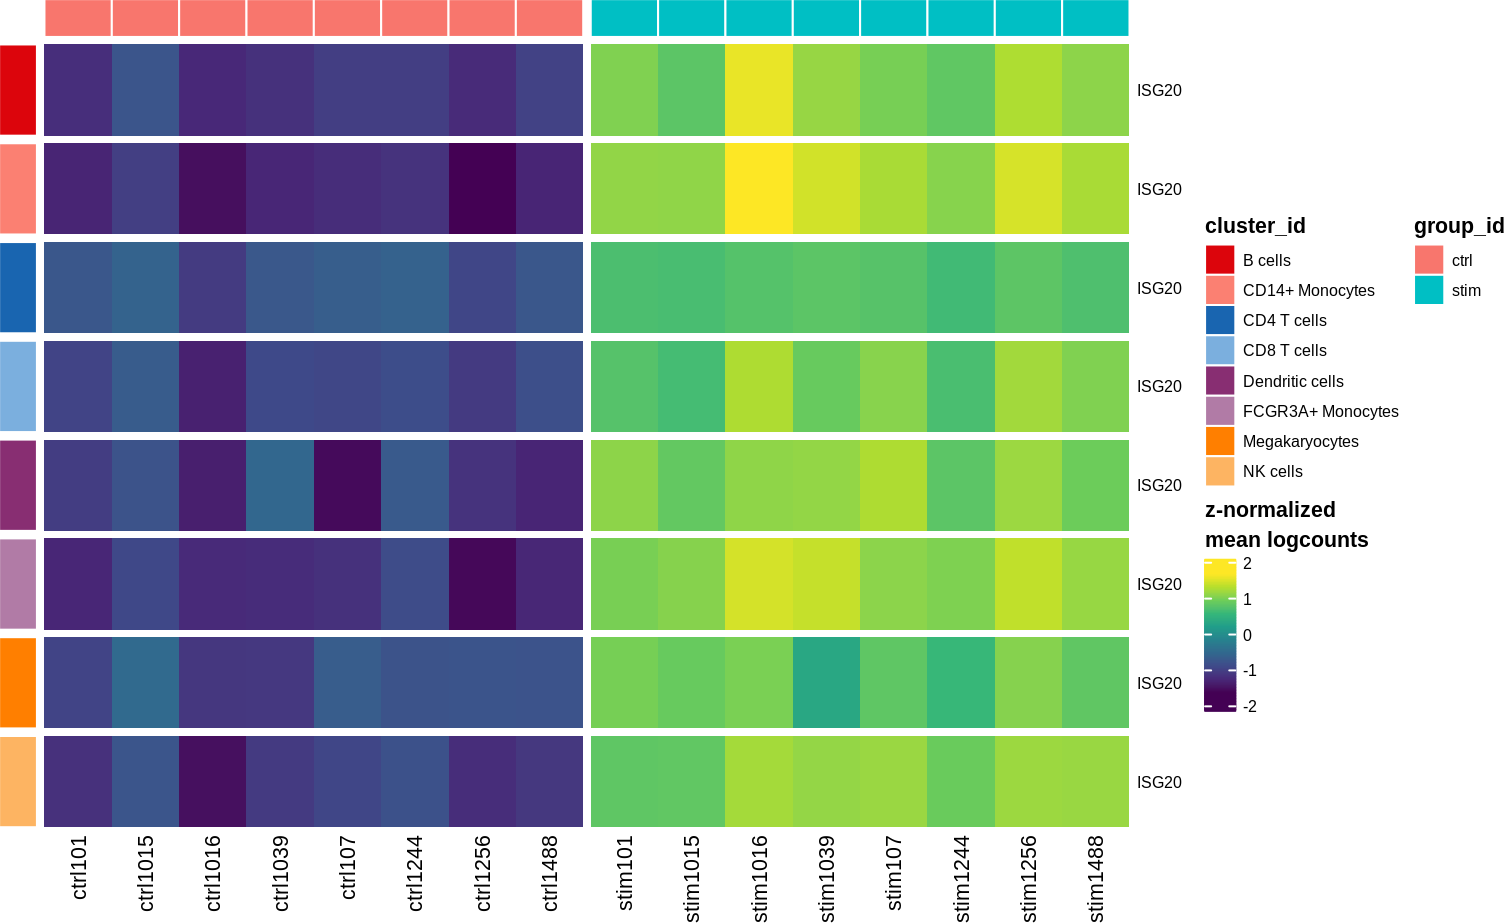 ISG20
ISG20
ISG20
ISG20
ISG20
ISG20
ISG20
ISG20
ctrl101
ctrl1015
ctrl1016
ctrl1039
ctrl107
ctrl1244
ctrl1256
ctrl1488
stim101
stim1015
stim1016
stim1039
stim107
stim1244
stim1256
stim1488
cluster_id
B cells
CD14+ Monocytes
CD4 T cells
CD8 T cells
Dendritic cells
FCGR3A+ Monocytes
Megakaryocytes
NK cells
group_id
ctrl
stim
z-normalized
mean logcounts
2
1
0
-1
-2